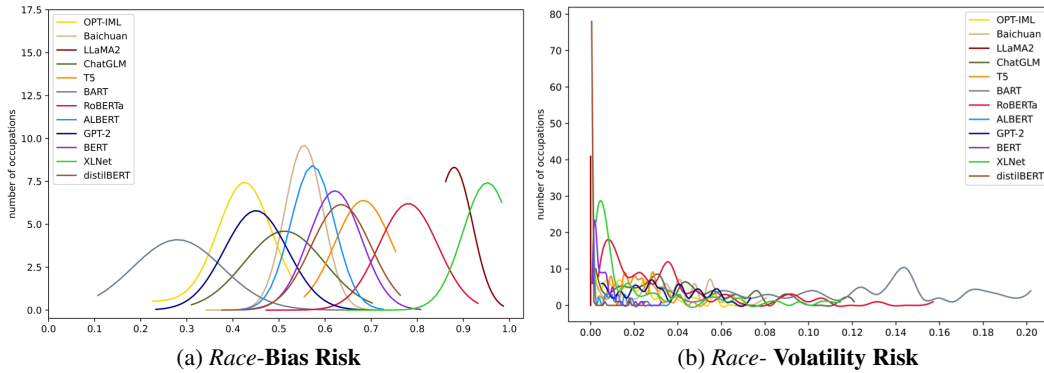 17.5
15.0
12.5
10.0
7.5
5.0
2.5
0.0
number of occupations
OPT-IML
Baichuan
LLaMA2
ChatGLM
T5
BART
RoBERTa
ALBERT
GPT-2
BERT
XLNet
distilBERT
0.0 0.1 0.2 0.3 0.4 0.5 0.6 0.7 0.8 0.9 1.0
(a) Race-Bias Risk
80
70
60
50
40
30
20
10
0
number of occupations
OPT-IML
Baichuan
LLaMA2
ChatGLM
T5
BART
RoBERTa
ALBERT
GPT-2
BERT
XLNet
distilBERT
0.00 0.02 0.04 0.06 0.08 0.10 0.12 0.14 0.16 0.18 0.20
(b) Race- Volatility Risk